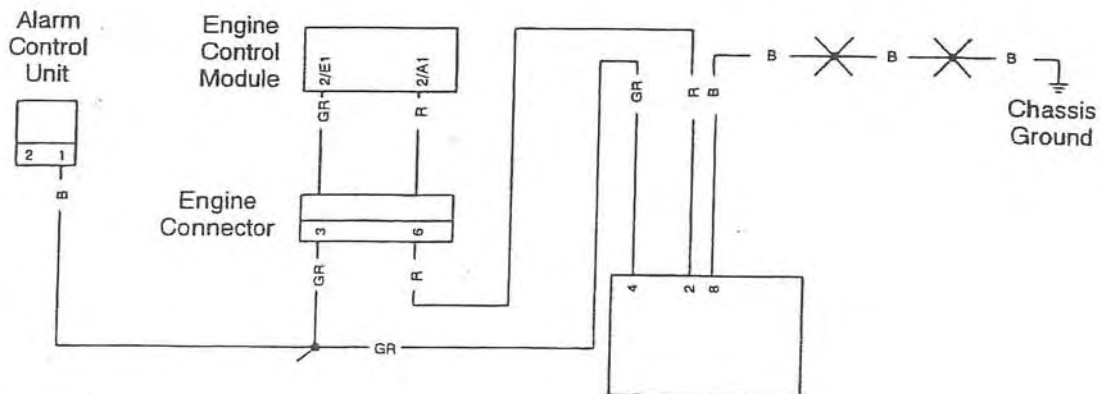 Alarm
Control
Unit
Engine
Control
Module
2/E1
2/A1
GR
R
2 1
B
Engine
Connector
3
6
GR
R
GR
GR
R
B
B
B
B
Chassis
Ground
4
2
8